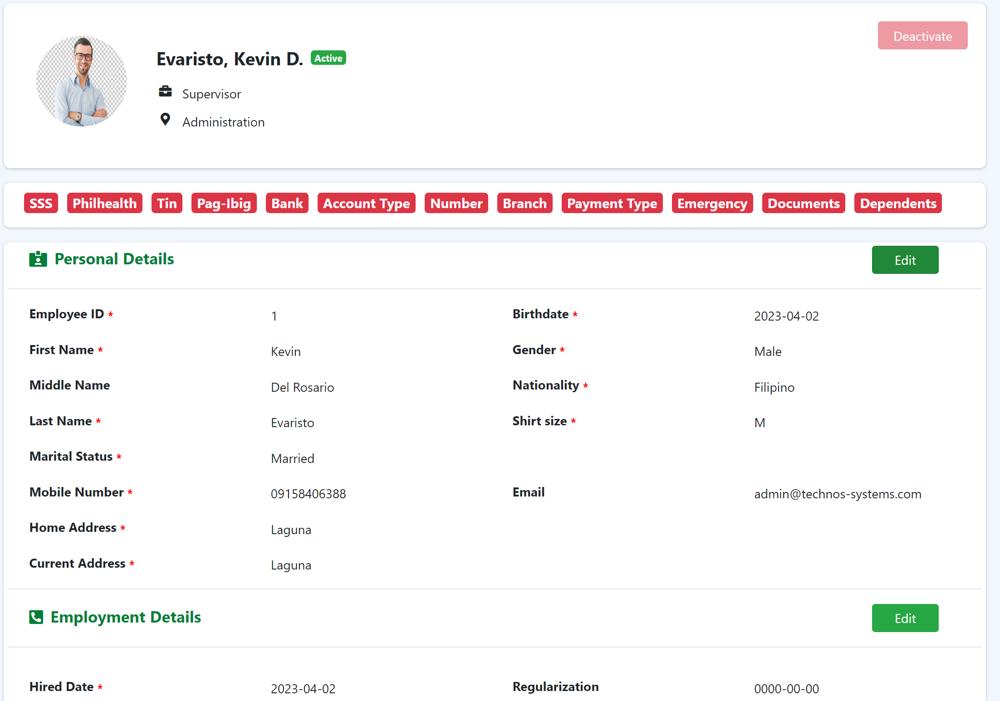 Deactivate
Evaristo, Kevin D. Active
Supervisor
Administration
SSS Philhealth Tin Pag-Ibig Bank Account Type Number Branch Payment Type Emergency Documents Dependents
Personal Details Edit
Employee ID * 1 Birthdate * 2023-04-02
First Name * Kevin Gender * Male
Middle Name Del Rosario Nationality * Filipino
Last Name * Evaristo Shirt size * M
Marital Status * Married
Mobile Number * 09158406388 Email admin@technos-systems.com
Home Address * Laguna
Current Address * Laguna
Employment Details Edit
Hired Date * 2023-04-02 Regularization 0000-00-00